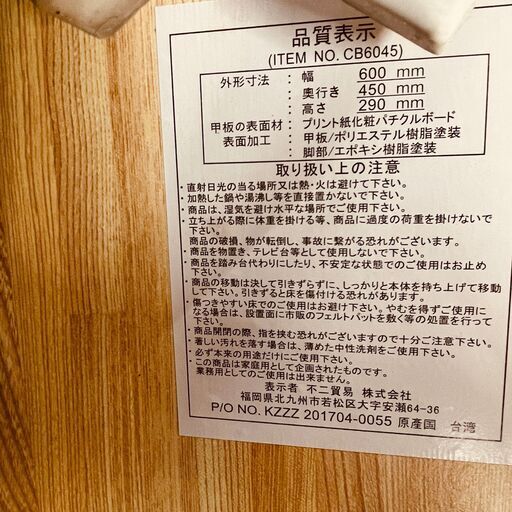 品質表示
(ITEM NO. CB6045)
外形寸法 : 幅 600 mm
: 奥行き 450 mm
: 高さ 290 mm
甲板の表面材 : プリント紙化粧パチクルボード
表面加工 : 甲板/ポリエステル樹脂塗装
: 脚部/エポキシ樹脂塗装
取り扱い上の注意
・直射日光の当る場所又は熱・火は避けて下さい。
・加熱した鍋や湯沸し等を直接置かないで下さい。
・商品は、湿気を避け水平な場所でご使用下さい。
・立ち上がる際に体重を掛ける等、商品に過度の荷重を掛けないで下さい。
商品の破損、物が転倒し、事故に繋がる恐れがございます。
・商品を物置き、テレビ台等として使用しないで下さい。
・商品を踏み台代わりにしたり、不安定な状態でのご使用はお止め下さい。
・商品の移動は決して引きずらずに、しっかりと本体を持ち上げて移動して下さい。引きずると床を傷付ける恐れがあります。
・傷つきやすい床でのご使用はお避け下さい。やむを得ずご使用になる場合は、設置面に市販のフェルトパットを敷く等の処置を行って下さい。
・商品開閉の際、指を挟む恐れがございますので十分ご注意下さい。
・著しい汚れを落す場合は、薄めた中性洗剤をご使用下さい。
・必ず本来の用途だけにご使用下さい。
・この商品は家庭用として企画されたものです。
業務用としてのご使用は出来ません。
表示者 不二貿易 株式会社
福岡県北九州市若松区大字安瀬64-36
P/O NO. KZZZ 201704-0055 原産国 台湾